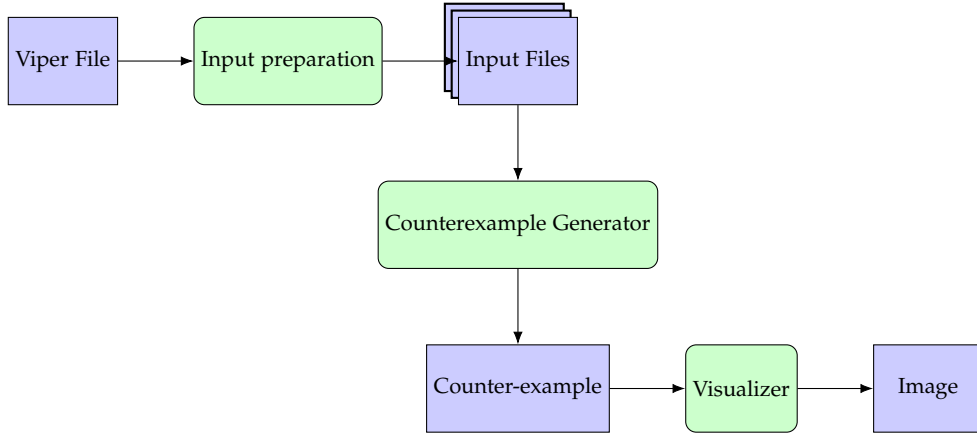 Viper File
Input preparation
Input Files
Counterexample Generator
Counter-example
Visualizer
Image